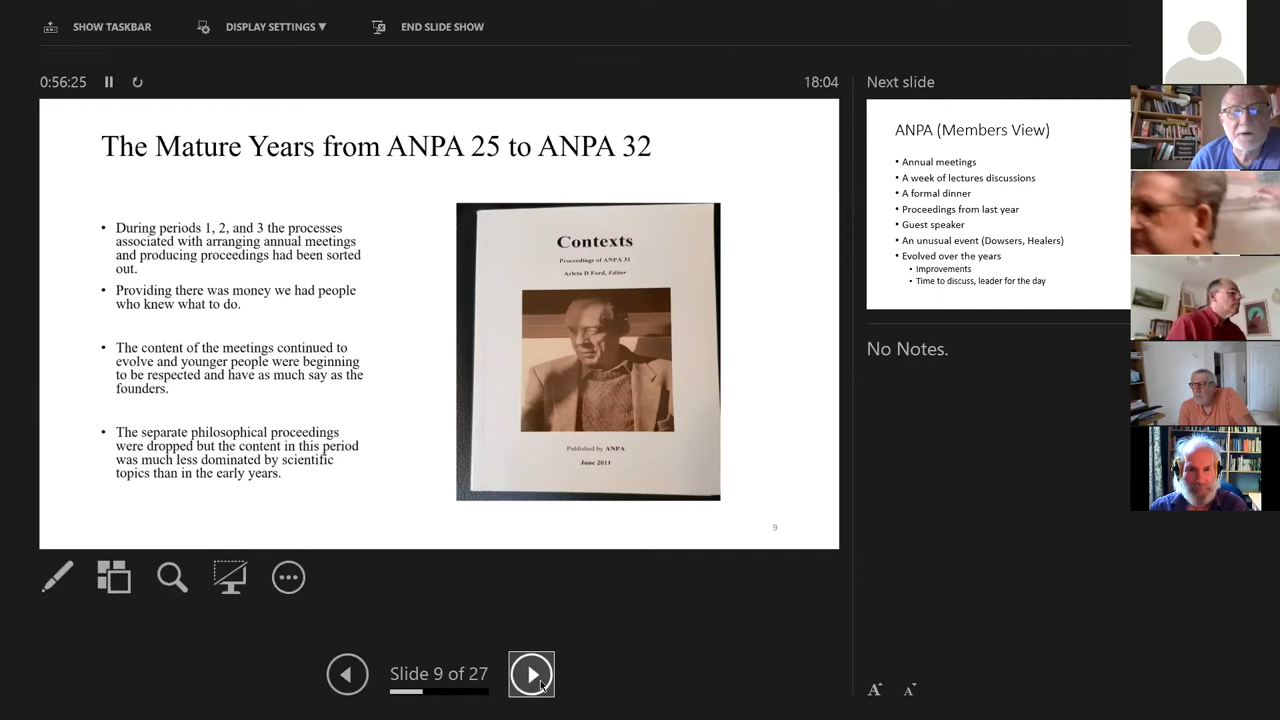 SHOW TASKBAR
DISPLAY SETTINGS ▼
END SLIDE SHOW
0:56:25
18:04
Next slide
The Mature Years from ANPA 25 to ANPA 32
• During periods 1, 2, and 3 the processes
associated with arranging annual meetings
and producing proceedings had been sorted
out.
• Providing there was money we had people
who knew what to do.
• The content of the meetings continued to
evolve and younger people were beginning
to be respected and have as much say as the
founders.
• The separate philosophical proceedings
were dropped but the content in this period
was much less dominated by scientific
topics than in the early years.
Contexts
Proceedings of ANPA 31
Arleta D Ford, Editor
Published by ANPA
June 2011
9
ANPA (Members View)
• Annual meetings
• A week of lectures discussions
• A formal dinner
• Proceedings from last year
• Guest speaker
• An unusual event (Dowsers, Healers)
• Evolved over the years
• Improvements
• Time to discuss, leader for the day
No Notes.
Slide 9 of 27
A A